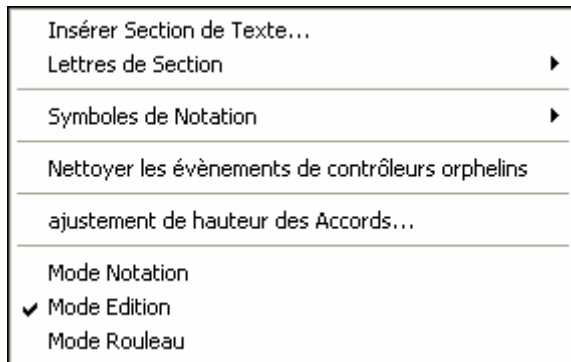 Insérer Section de Texte...
Lettres de Section
Symboles de Notation
Nettoyer les évènements de contrôleurs orphelins
ajustement de hauteur des Accords...
Mode Notation
Mode Edition
Mode Rouleau